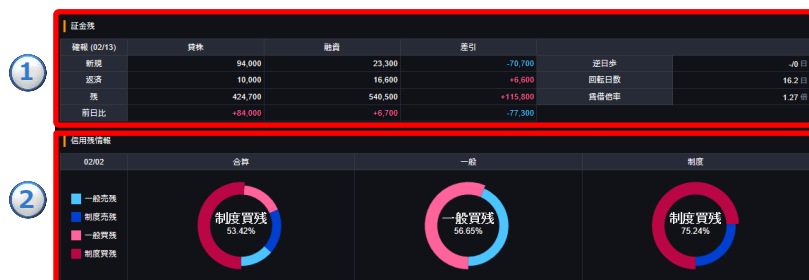 証金残
確報 (02/13) 貸株 融資 差引
新規 94,000 23,300 -70,700 逆日歩 -/0 日
返済 10,000 16,600 +6,600 回転日数 16.2 日
残 424,700 540,500 +115,800 貸借倍率 1.27 倍
前日比 +84,000 +6,700 -77,300
1
信用残情報
02/02 合算 一般 制度
2
一般売残
制度売残
一般買残
制度買残
制度買残
53.42%
一般買残
56.65%
制度買残
75.24%